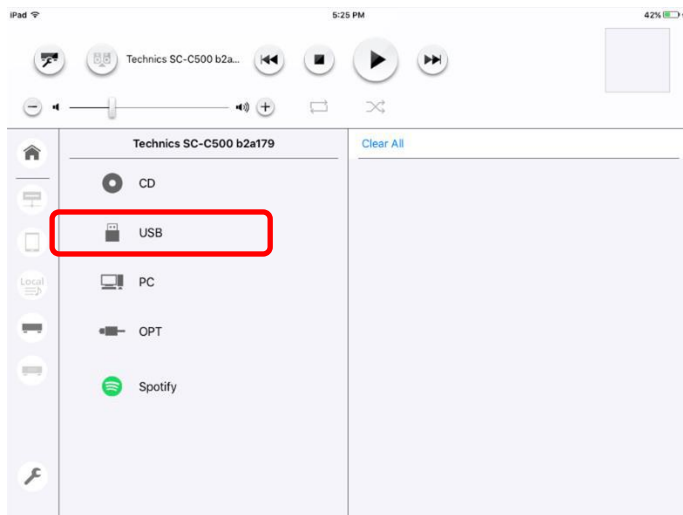 iPad 5:25 PM 42%
Technics SC-C500 b2a...
Technics SC-C500 b2a179
Clear All
CD
USB
Local
PC
OPT
Spotify